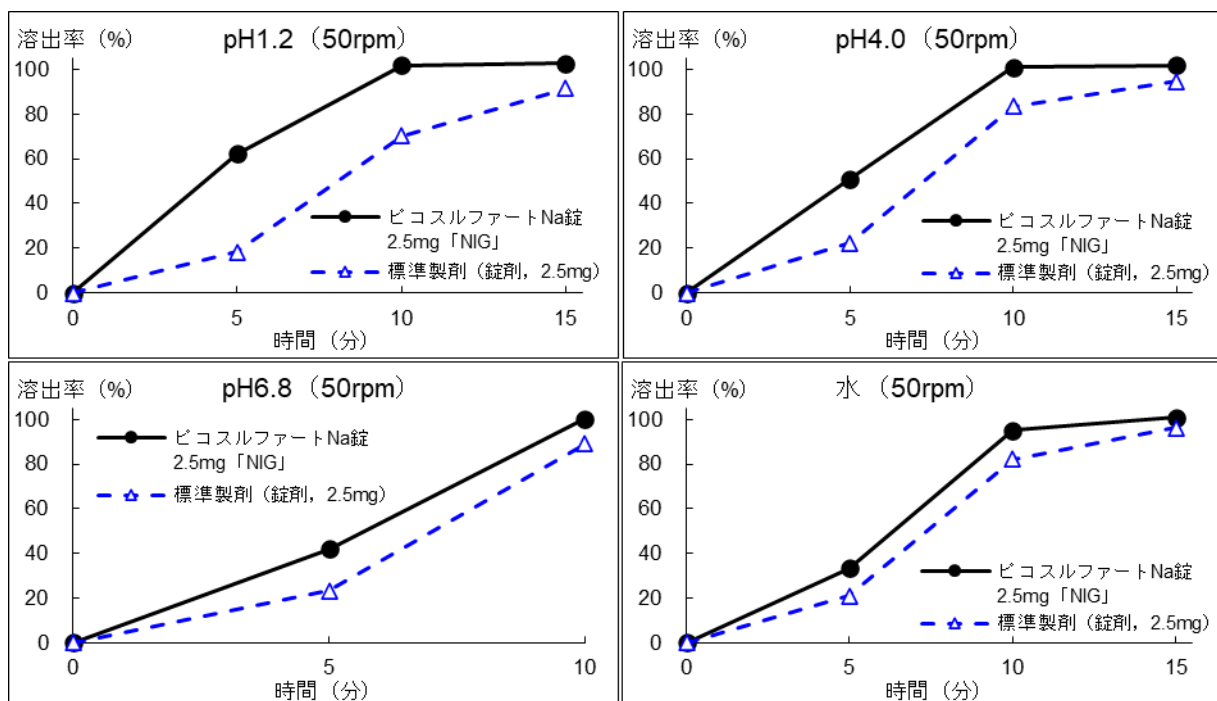 溶出率（%）
pH1.2（50rpm）
100
80
60
40
20
0
ピコスルファートNa錠
2.5mg「NIG」
標準製剤（錠剤，2.5mg）
0
5
10
15
時間（分）
溶出率（%）
pH4.0（50rpm）
100
80
60
40
20
0
ピコスルファートNa錠
2.5mg「NIG」
標準製剤（錠剤，2.5mg）
0
5
10
15
時間（分）
溶出率（%）
pH6.8（50rpm）
100
80
60
40
20
0
ピコスルファートNa錠
2.5mg「NIG」
標準製剤（錠剤，2.5mg）
0
5
10
時間（分）
溶出率（%）
水（50rpm）
100
80
60
40
20
0
ピコスルファートNa錠
2.5mg「NIG」
標準製剤（錠剤，2.5mg）
0
5
10
15
時間（分）